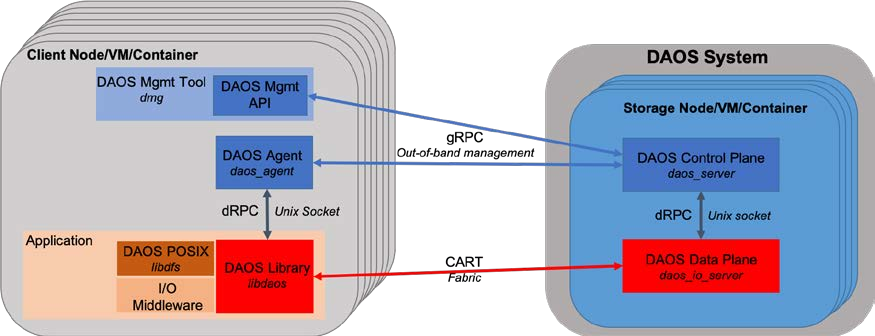 Client Node/VM/Container
DAOS Mgmt Tool
dmg
DAOS Mgmt
API
DAOS Agent
daos_agent
dRPC
Unix Socket
Application
DAOS POSIX
libdfs
I/O
Middleware
DAOS Library
libdaos
gRPC
Out-of-band management
CART
Fabric
DAOS System
Storage Node/VM/Container
DAOS Control Plane
daos_server
dRPC
Unix socket
DAOS Data Plane
daos_io_server